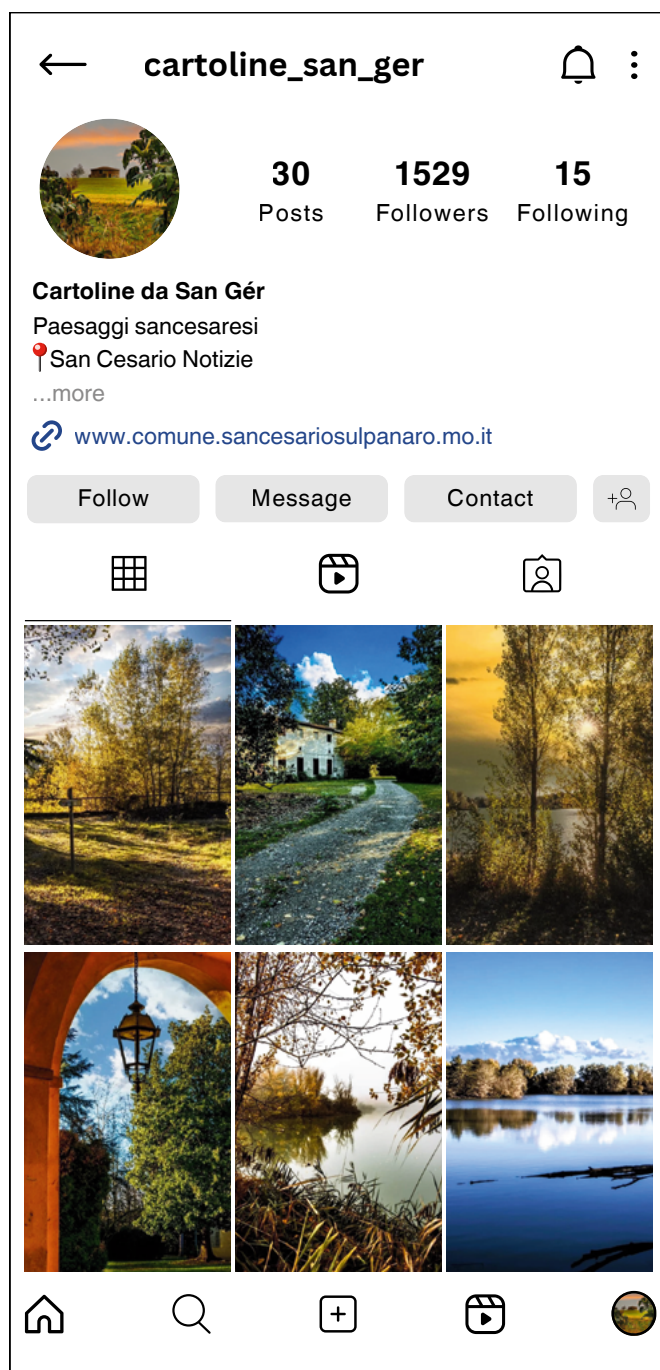 cartoline_san_ger
30 1529 15
Posts Followers Following
Cartoline da San Gér
Paesaggi sancesaresi
San Cesario Notizie
...more
www.comune.sancesariosulpanaro.mo.it
Follow Message Contact